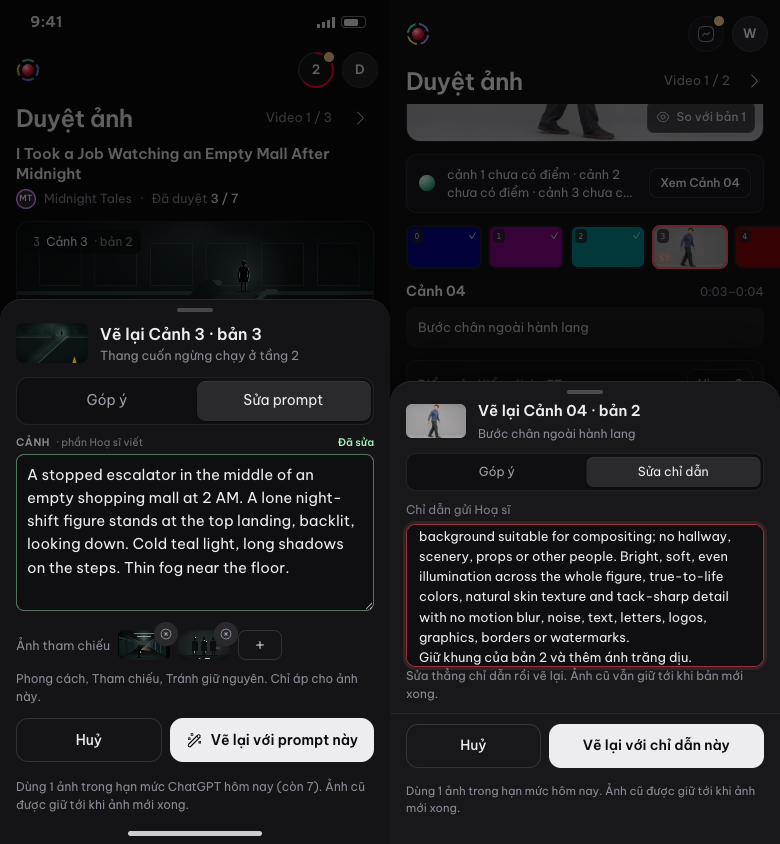 9:41
2
D
Duyệt ảnh
Video 1 / 3
I Took a Job Watching an Empty Mall After
Midnight
MT Midnight Tales · Đã duyệt 3 / 7
3 Cảnh 3 · bản 2
Vẽ lại Cảnh 3 · bản 3
Thang cuốn ngừng chạy ở tầng 2
Góp ý
Sửa prompt
CẢNH · phần Hoạ sĩ viết
Đã sửa
A stopped escalator in the middle of an
empty shopping mall at 2 AM. A lone night-
shift figure stands at the top landing, backlit,
looking down. Cold teal light, long shadows
on the steps. Thin fog near the floor.
Ảnh tham chiếu
+
Phong cách, Tham chiếu, Tránh giữ nguyên. Chỉ áp cho ảnh
này.
Huỷ
Vẽ lại với prompt này
Dùng 1 ảnh trong hạn mức ChatGPT hôm nay (còn 7). Ảnh cũ
được giữ tới khi ảnh mới xong.
W
Duyệt ảnh
Video 1 / 2
So với bản 1
cảnh 1 chưa có điểm · cảnh 2
chưa có điểm · cảnh 3 chưa c...
Xem Cảnh 04
0
1
2
3
4
Cảnh 04
0:03–0:04
Bước chân ngoài hành lang
Vẽ lại Cảnh 04 · bản 2
Bước chân ngoài hành lang
Góp ý
Sửa chỉ dẫn
Chỉ dẫn gửi Hoạ sĩ
background suitable for compositing; no hallway,
scenery, props or other people. Bright, soft, even
illumination across the whole figure, true-to-life
colors, natural skin texture and tack-sharp detail
with no motion blur, noise, text, letters, logos,
graphics, borders or watermarks.
Giữ khung của bản 2 và thêm ánh trăng dịu.
Sửa thẳng chỉ dẫn rồi vẽ lại. Ảnh cũ vẫn giữ tới khi bản mới
xong.
Huỷ
Vẽ lại với chỉ dẫn này
Dùng 1 ảnh trong hạn mức hôm nay. Ảnh cũ được giữ tới khi ảnh
mới xong.